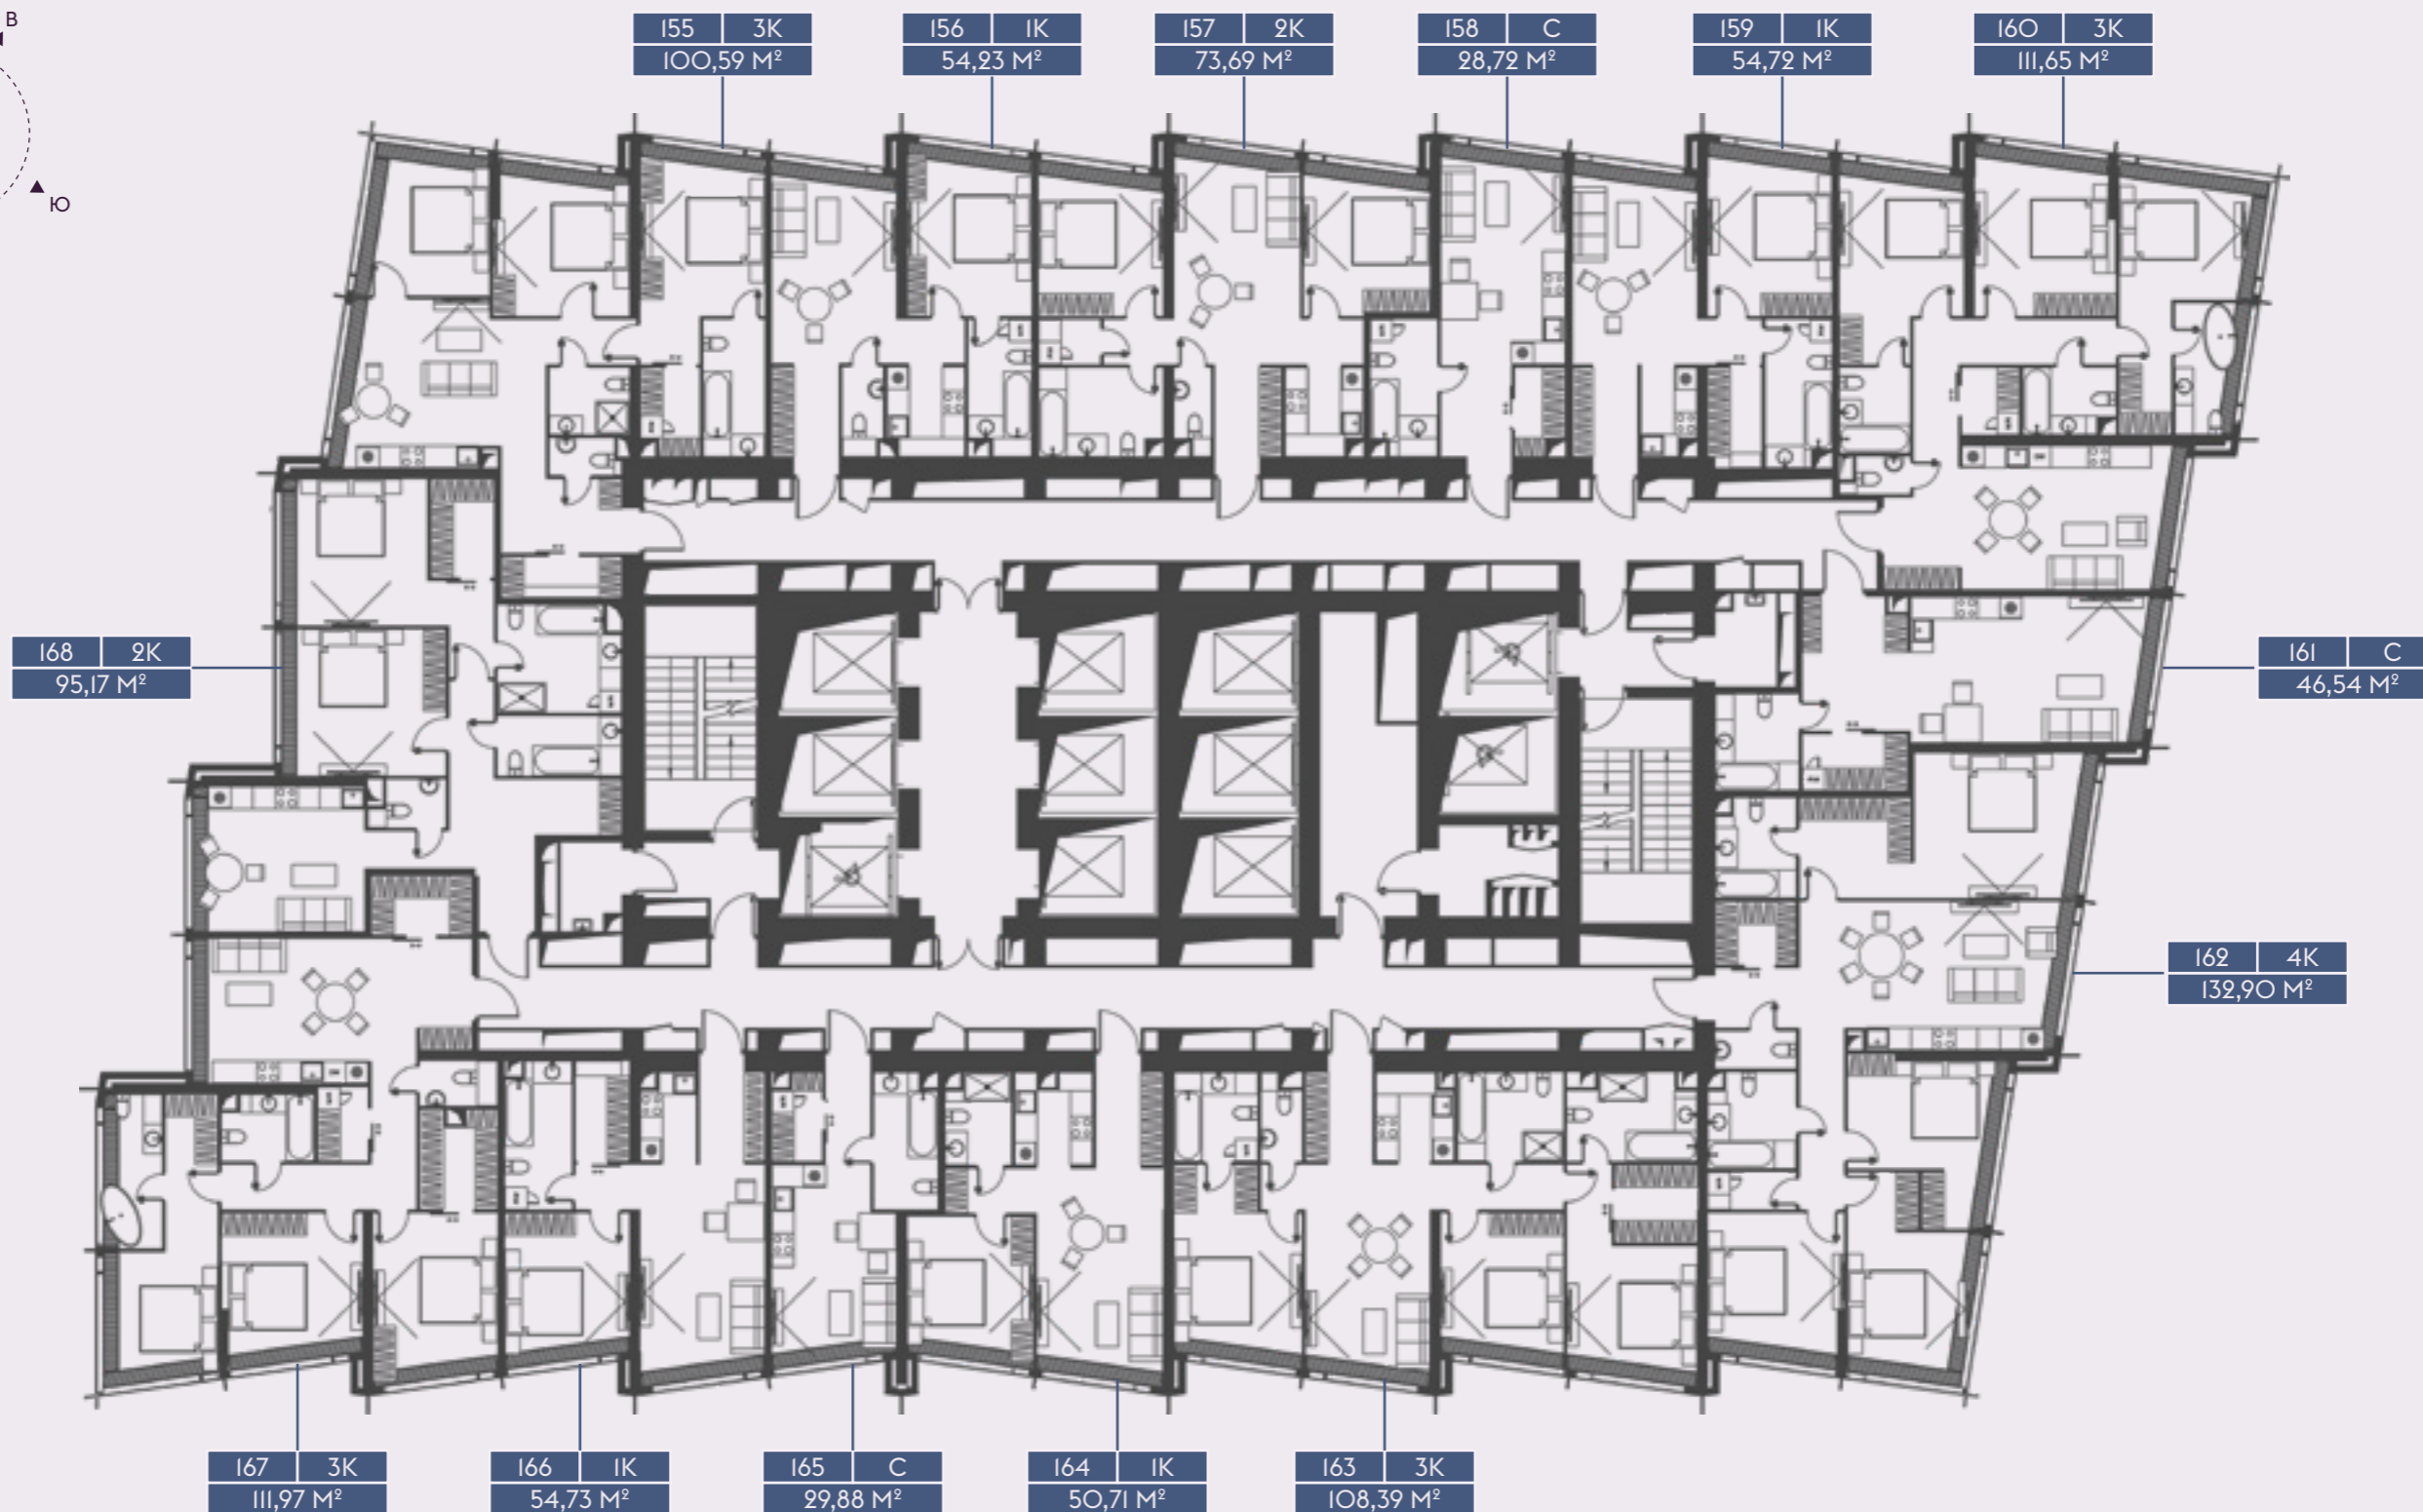 В
Ю
155 3К
100,59 М²
156 1К
54,23 М²
157 2К
73,69 М²
158 С
28,72 М²
159 1К
54,72 М²
160 3К
111,65 М²
168 2К
95,17 М²
161 С
46,54 М²
162 4К
132,90 М²
167 3К
111,97 М²
166 1К
54,73 М²
165 С
29,88 М²
164 1К
50,71 М²
163 3К
108,39 М²